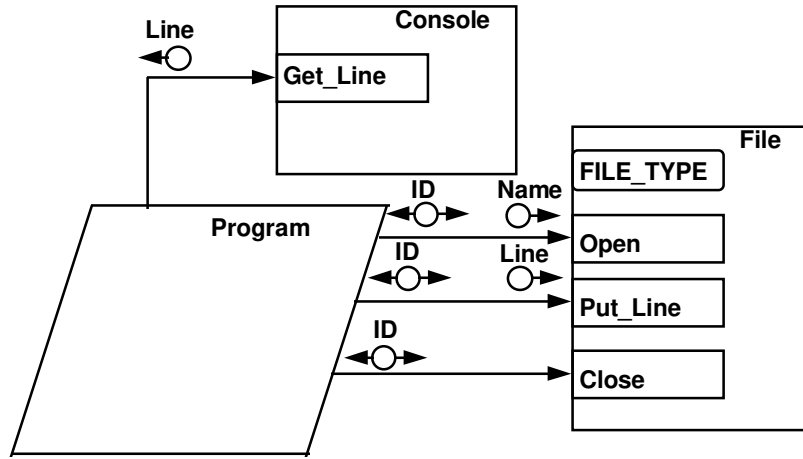 Console
Line
Get_Line
File
FILE_TYPE
ID
Name
Program
Open
ID
Line
Put_Line
ID
Close